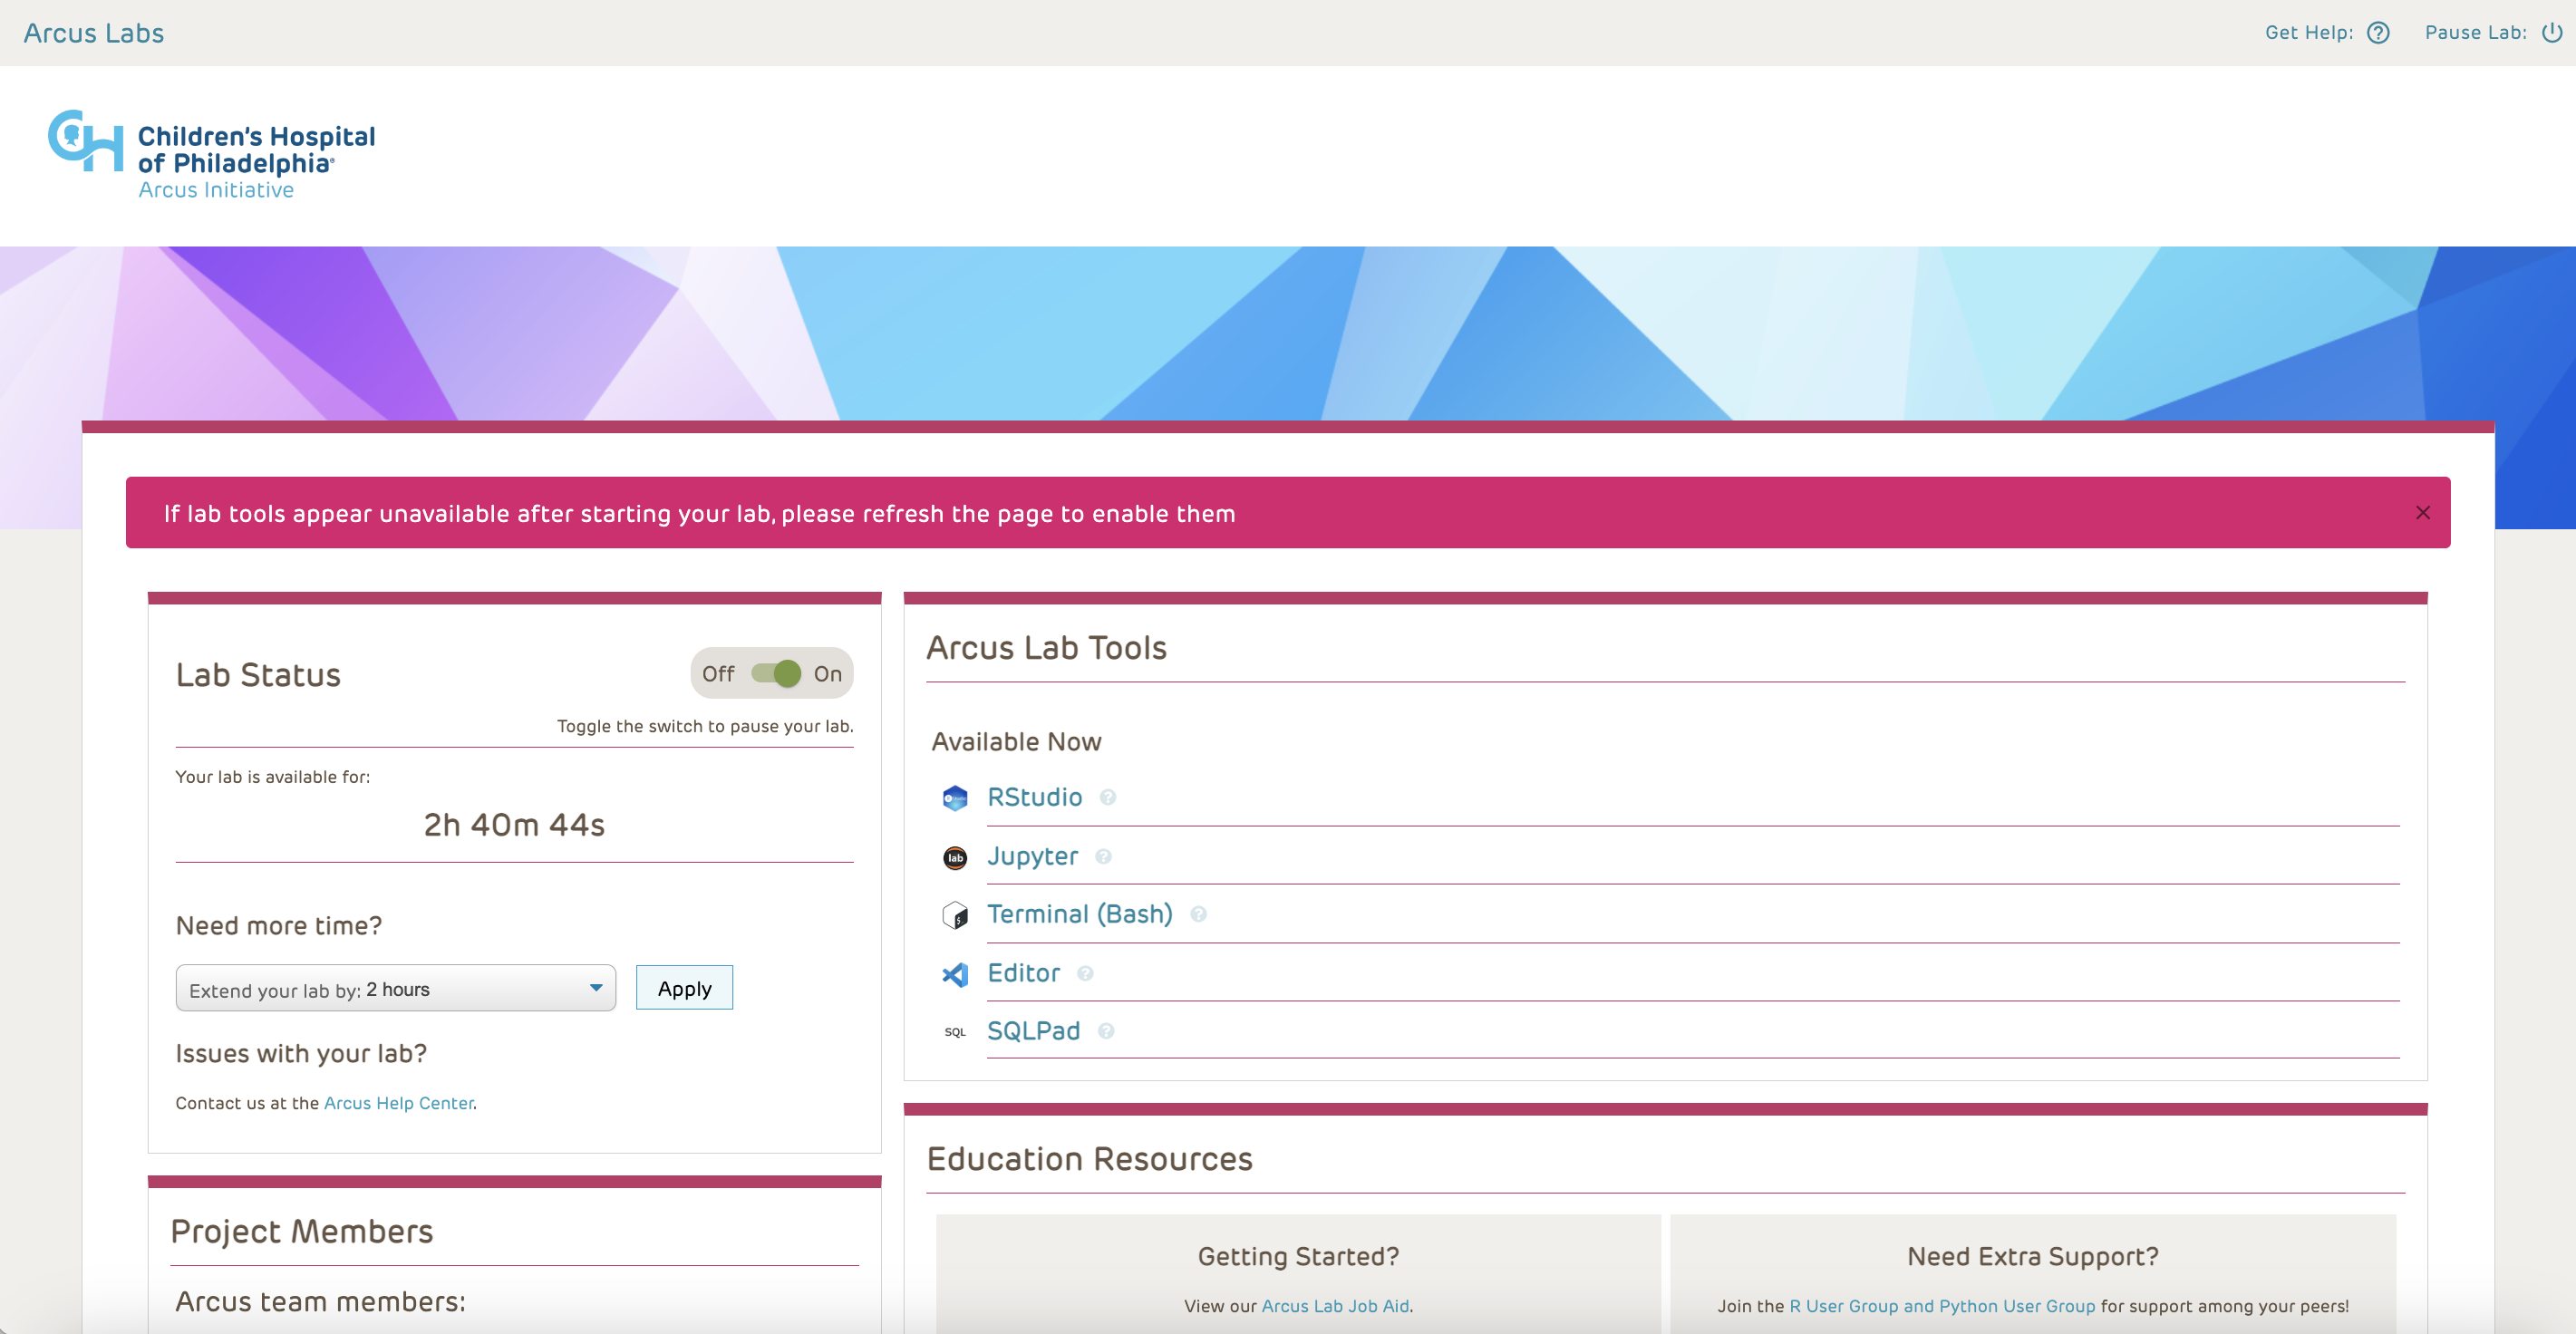 Arcus Labs
Get Help:
Pause Lab:
Children's Hospital
of Philadelphia®
Arcus Initiative
If lab tools appear unavailable after starting your lab, please refresh the page to enable them
Lab Status
Off On
Toggle the switch to pause your lab.
Your lab is available for:
2h 40m 44s
Need more time?
Extend your lab by: 2 hours
Apply
Issues with your lab?
Contact us at the Arcus Help Center.
Project Members
Arcus team members:
Arcus Lab Tools
Available Now
RStudio
lab Jupyter
Terminal (Bash)
Editor
SQL SQLPad
Education Resources
Getting Started?
View our Arcus Lab Job Aid.
Need Extra Support?
Join the R User Group and Python User Group for support among your peers!